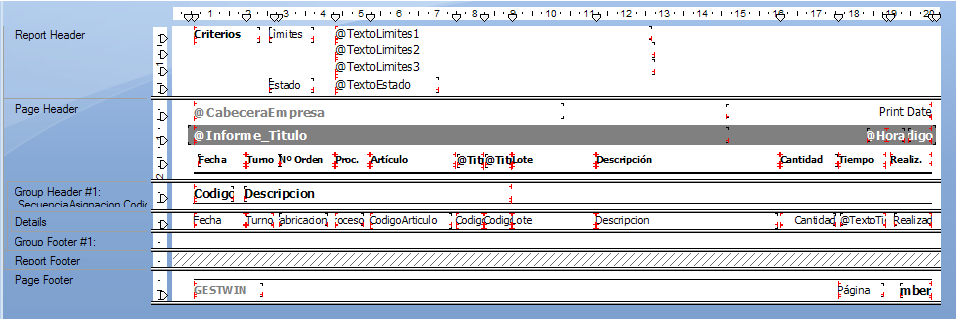 1 2 3 4 5 6 7 8 9 10 11 12 13 14 15 16 17 18 19 20
Report Header Criterios Límites @TextoLimites1
@TextoLimites2
@TextoLimites3
Estado @TextoEstado
Page Header @CabeceraEmpresa Print Date
@Informe_Titulo @Hora digo
Fecha Turno Nº Orden Proc. Artículo @Tit @Tit Lote Descripción Cantidad Tiempo Realiz.
Group Header #1: Codigo Descripcion
SecuenciaAsignacion.Codig
Details Fecha Turno abricacion oceso CodigoArticulo Codig Codig Lote Descripcion Cantidad @TextoTi Realizad
Group Footer #1:
Report Footer
Page Footer GESTWIN Página mber